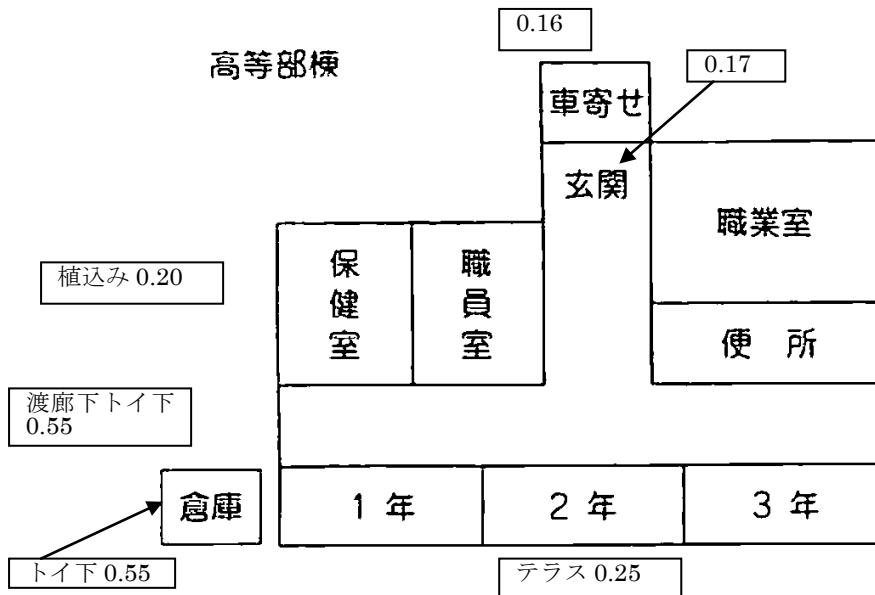 0.16
高等部棟
0.17
車寄せ
玄関
職業室
保健室
職員室
植込み 0.20
便 所
渡廊下トイ下
0.55
倉庫
1 年
2 年
3 年
トイ下 0.55
テラス 0.25